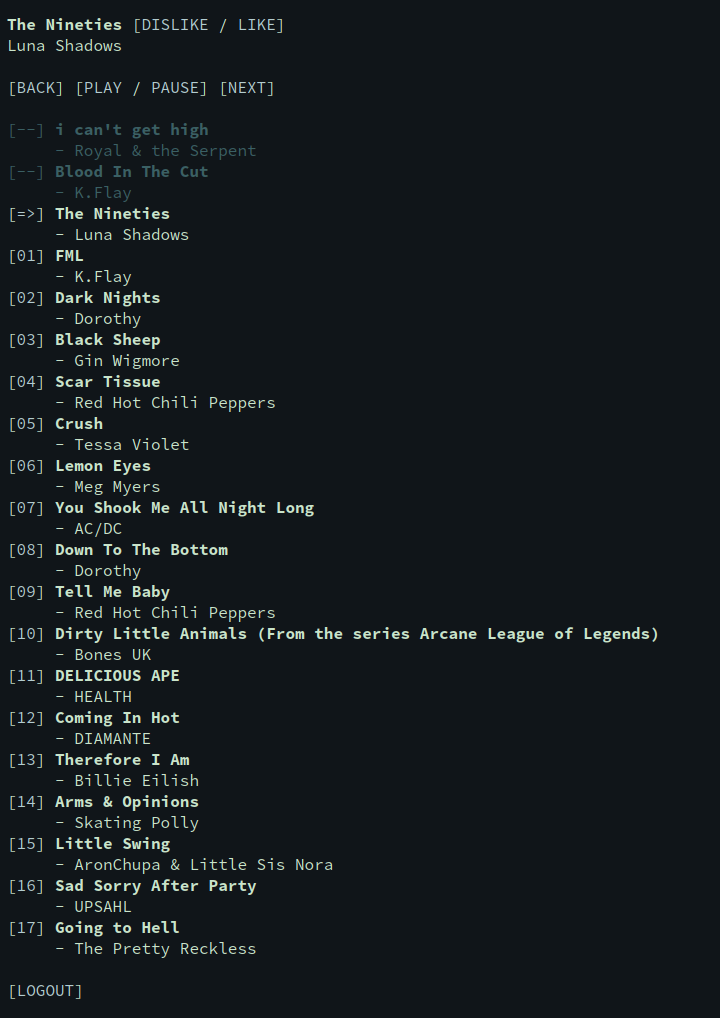 The Nineties [DISLIKE / LIKE]
Luna Shadows
[BACK] [PLAY / PAUSE] [NEXT]
[--] i can't get high
- Royal & the Serpent
[--] Blood In The Cut
- K.Flay
[=>] The Nineties
- Luna Shadows
[01] FML
- K.Flay
[02] Dark Nights
- Dorothy
[03] Black Sheep
- Gin Wigmore
[04] Scar Tissue
- Red Hot Chili Peppers
[05] Crush
- Tessa Violet
[06] Lemon Eyes
- Meg Myers
[07] You Shook Me All Night Long
- AC/DC
[08] Down To The Bottom
- Dorothy
[09] Tell Me Baby
- Red Hot Chili Peppers
[10] Dirty Little Animals (From the series Arcane League of Legends)
- Bones UK
[11] DELICIOUS APE
- HEALTH
[12] Coming In Hot
- DIAMANTE
[13] Therefore I Am
- Billie Eilish
[14] Arms & Opinions
- Skating Polly
[15] Little Swing
- AronChupa & Little Sis Nora
[16] Sad Sorry After Party
- UPSAHL
[17] Going to Hell
- The Pretty Reckless
[LOGOUT]